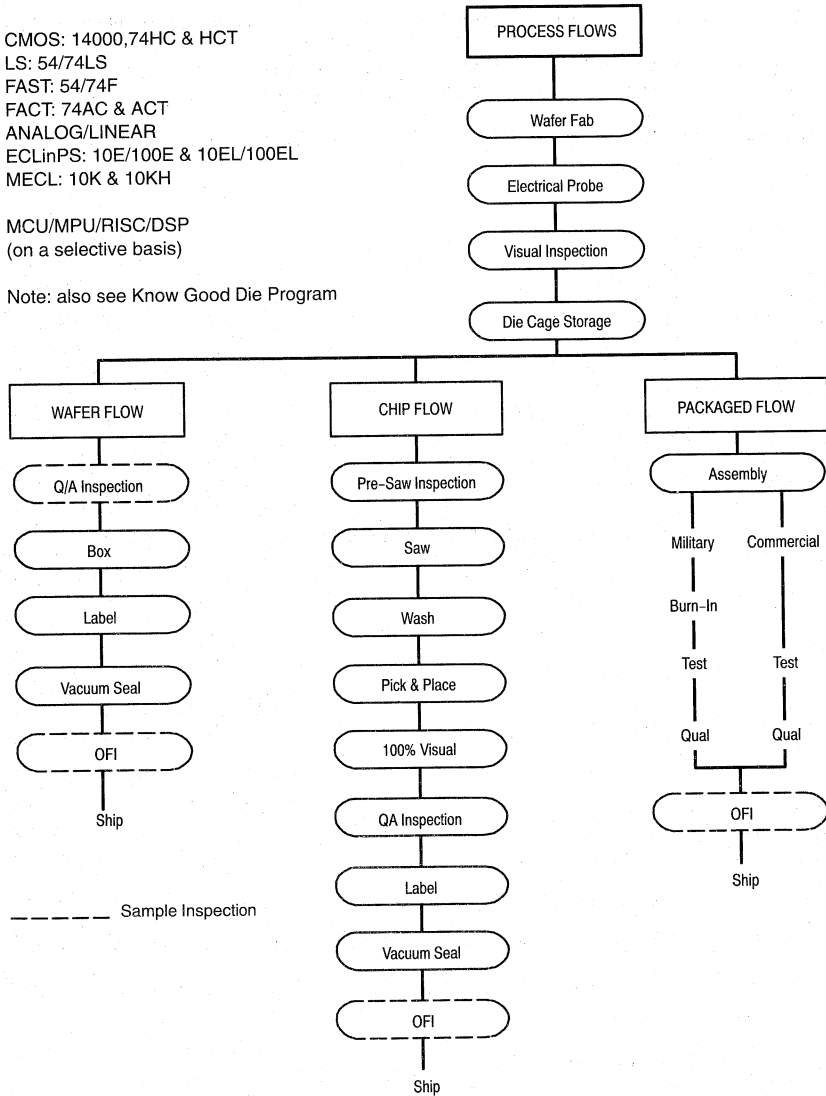 CMOS: 14000,74HC & HCT
LS: 54/74LS
FAST: 54/74F
FACT: 74AC & ACT
ANALOG/LINEAR
ECLinPS: 10E/100E & 10EL/100EL
MECL: 10K & 10KH
MCU/MPU/RISC/DSP
(on a selective basis)
Note: also see Know Good Die Program
PROCESS FLOWS
Wafer Fab
Electrical Probe
Visual Inspection
Die Cage Storage
WAFER FLOW
Q/A Inspection
Box
Label
Vacuum Seal
OFI
Ship
Sample Inspection
CHIP FLOW
Pre-Saw Inspection
Saw
Wash
Pick & Place
100% Visual
QA Inspection
Label
Vacuum Seal
OFI
Ship
PACKAGED FLOW
Assembly
Military
Burn-In
Test
Qual
Commercial
Test
Qual
OFI
Ship